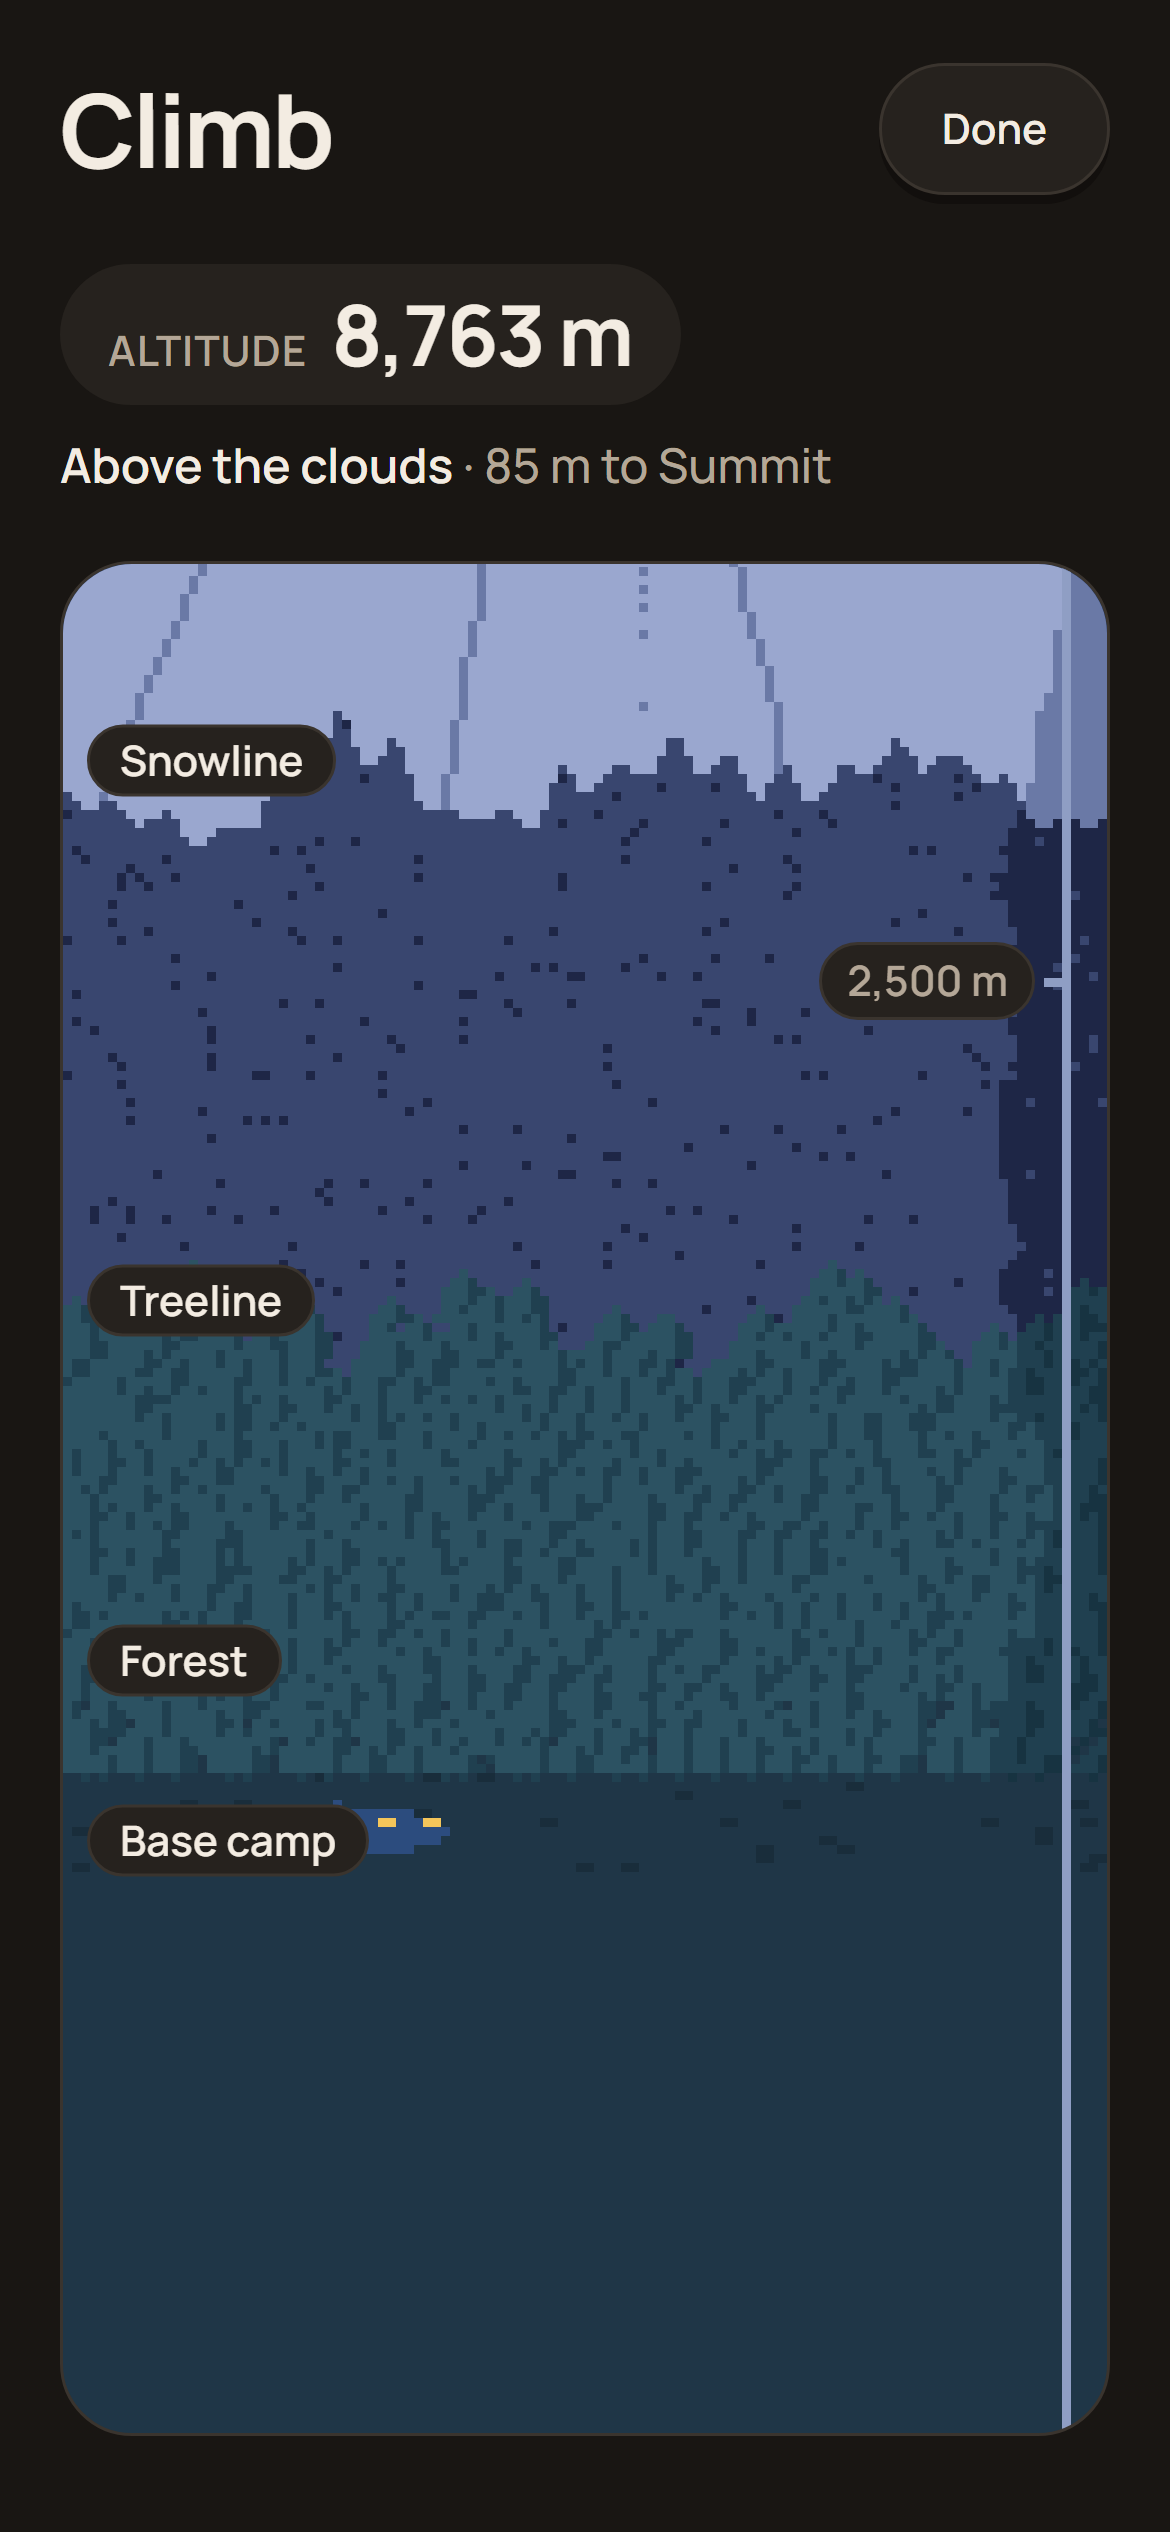 Climb
Done
ALTITUDE 8,763 m
Above the clouds · 85 m to Summit
Snowline
2,500 m
Treeline
Forest
Base camp